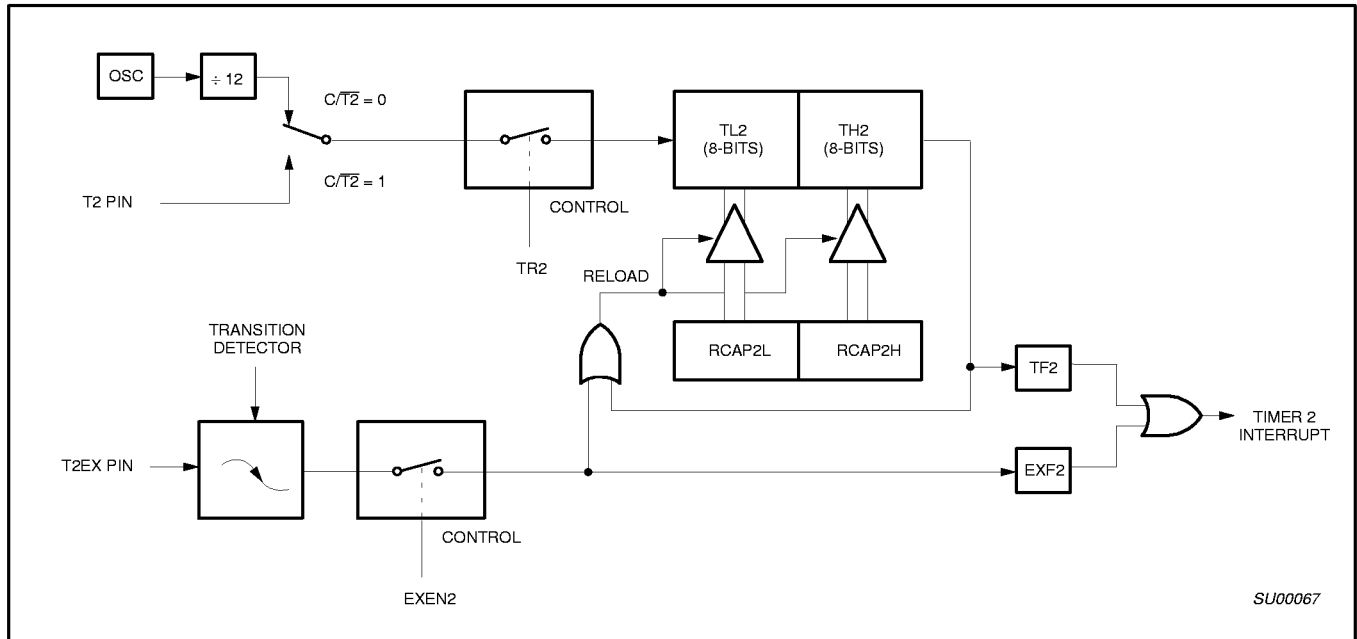 OSC
÷ 12
C/T2̅ = 0
C/T2̅ = 1
T2 PIN
CONTROL
TR2
TL2
(8-BITS)
TH2
(8-BITS)
RELOAD
RCAP2L
RCAP2H
TRANSITION
DETECTOR
T2EX PIN
CONTROL
EXEN2
TF2
EXF2
TIMER 2
INTERRUPT
SU00067